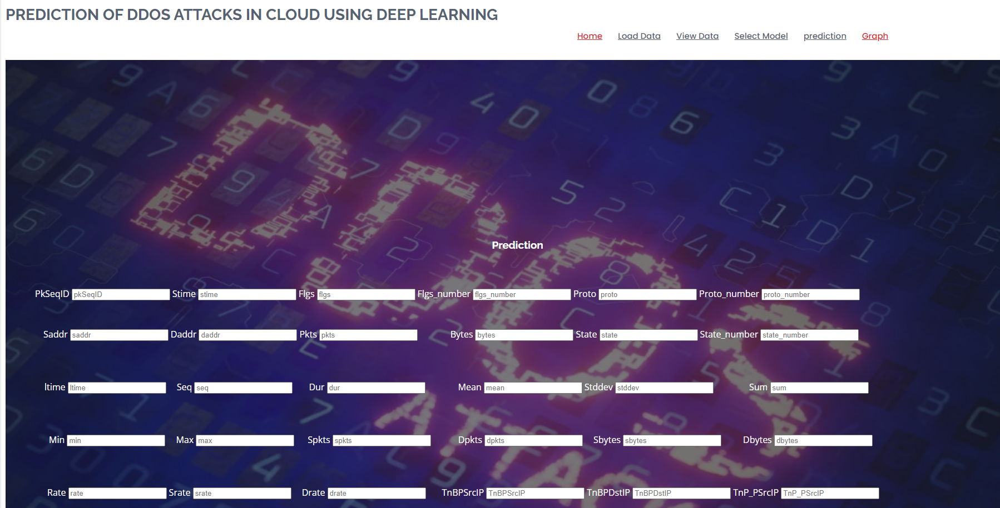 PREDICTION OF DDOS ATTACKS IN CLOUD USING DEEP LEARNING
Home Load Data View Data Select Model prediction Graph
Prediction
PkSeqID pkSeqID Stime stime Flgs flgs Flgs_number flgs_number Proto proto Proto_number proto_number
Saddr saddr Daddr daddr Pkts pkts Bytes bytes State state State_number state_number
ltime ltime Seq seq Dur dur Mean mean Stddev stddev Sum sum
Min min Max max Spkts spkts Dpkts dpkts Sbytes sbytes Dbytes dbytes
Rate rate Srate srate Drate drate TnBPSrcIP TnBPSrcIP TnBPDstIP TnBPDstIP TnP_PSrcIP TnP_PSrcIP